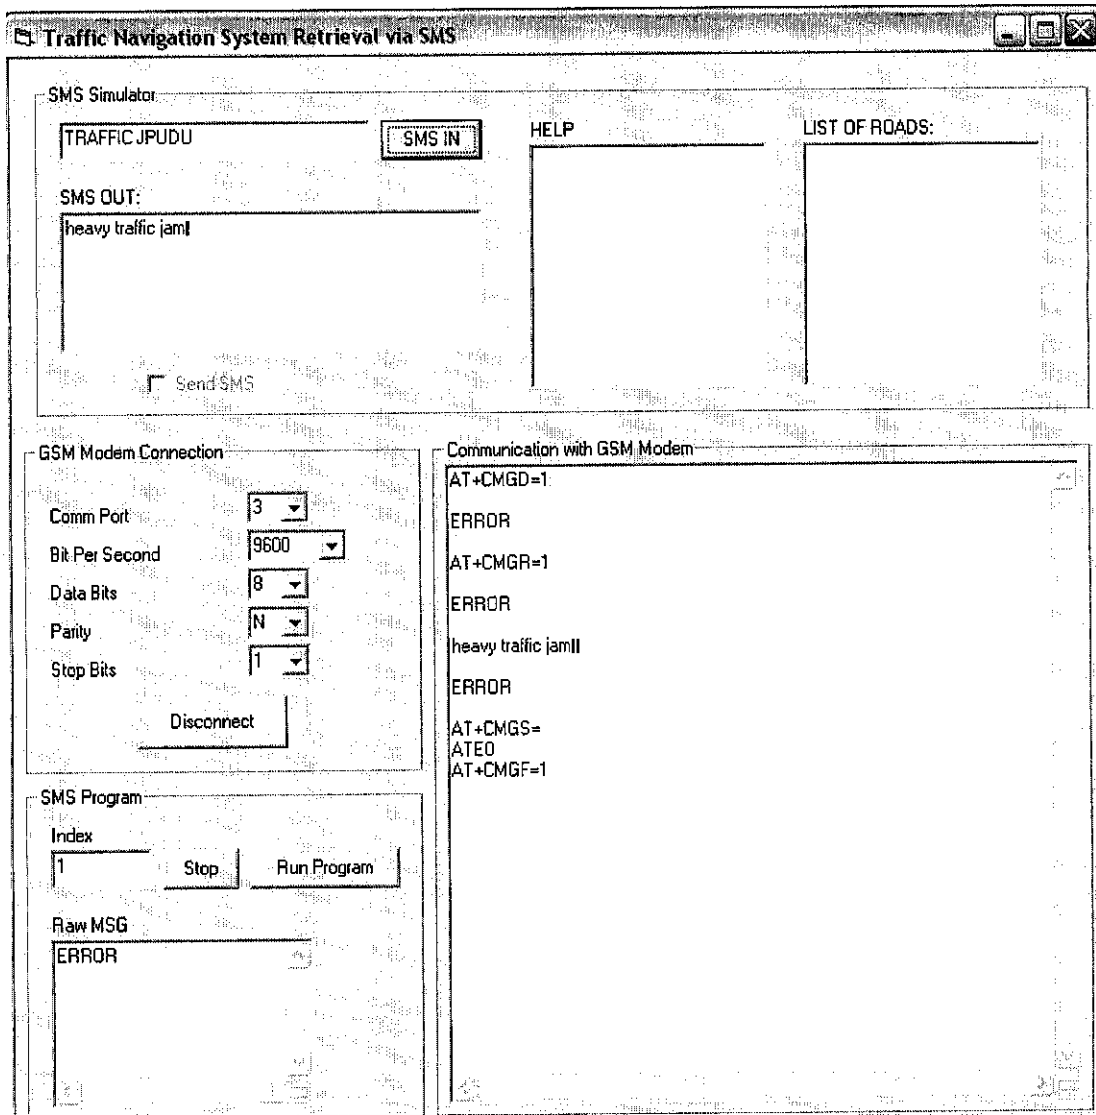 Traffic Navigation System Retrieval via SMS
SMS Simulator
TRAFFIC JPUDU
SMS IN
SMS OUT:
heavy traffic jam!
Send SMS
HELP
LIST OF ROADS:
GSM Modem Connection
Comm Port 3
Bit Per Second 9600
Data Bits 8
Parity N
Stop Bits 1
Disconnect
SMS Program
Index
1
Stop
Run Program
Raw MSG
ERROR
Communication with GSM Modem
AT+CMGD=1
ERROR
AT+CMGR=1
ERROR
heavy traffic jam!
ERROR
AT+CMGS=
ATE0
AT+CMGF=1